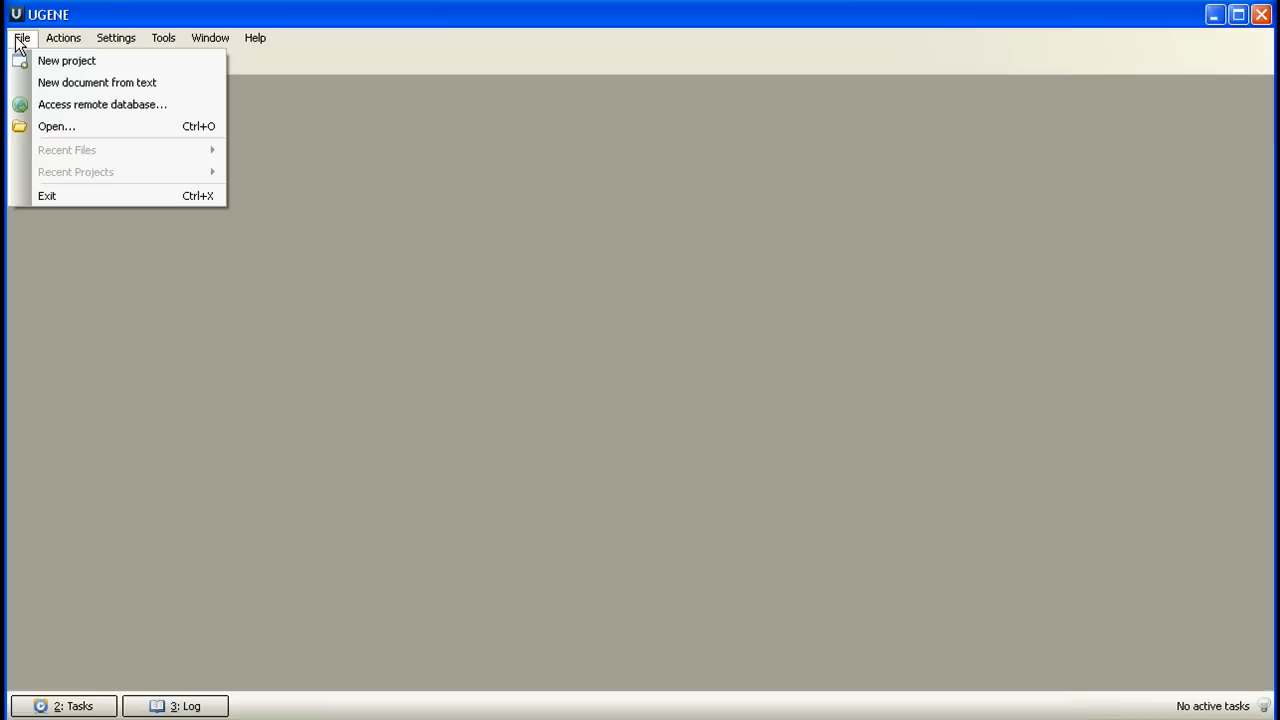 UGENE
File Actions Settings Tools Window Help
New project
New document from text
Access remote database...
Open... Ctrl+O
Recent Files
Recent Projects
Exit Ctrl+X
2: Tasks 3: Log No active tasks